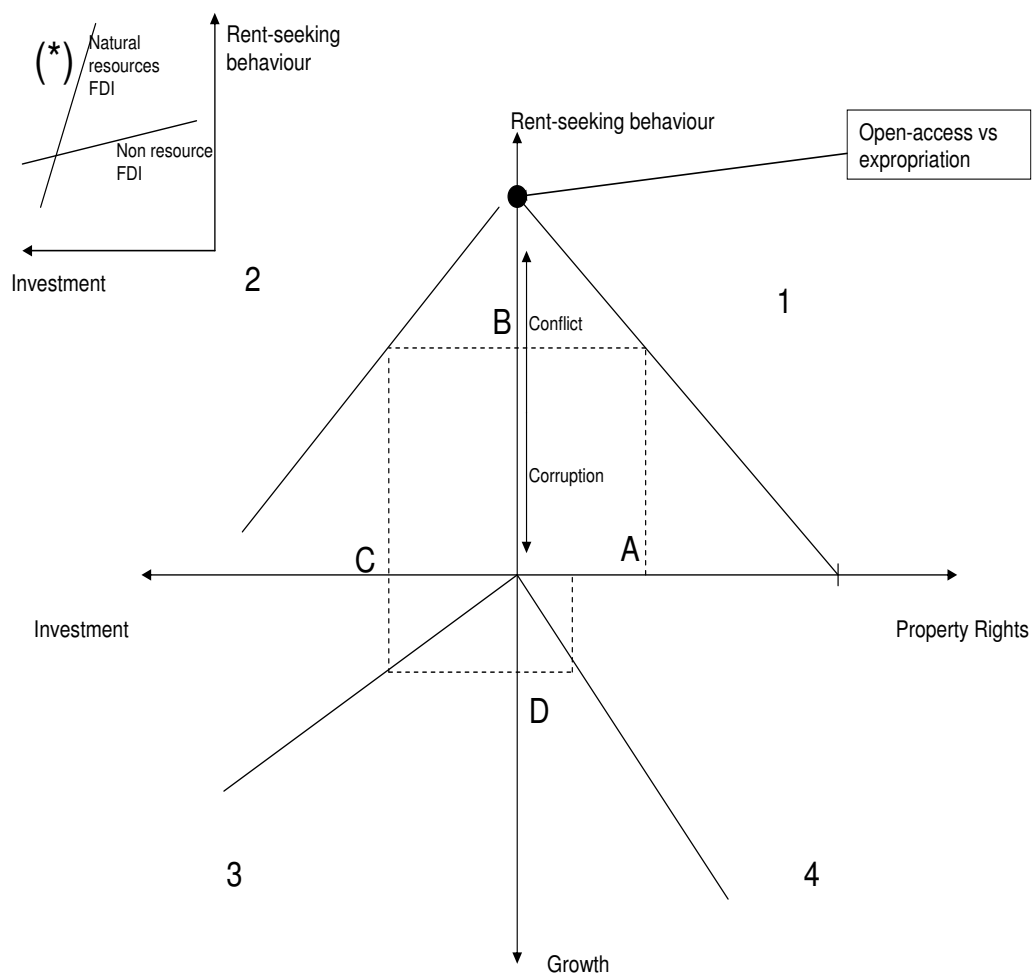 Rent-seeking
behaviour
(*)
Natural
resources
FDI
Non resource
FDI
Investment
Rent-seeking behaviour
Open-access vs
expropriation
2
1
B
Conflict
Corruption
A
C
Investment
Property Rights
D
3
4
Growth